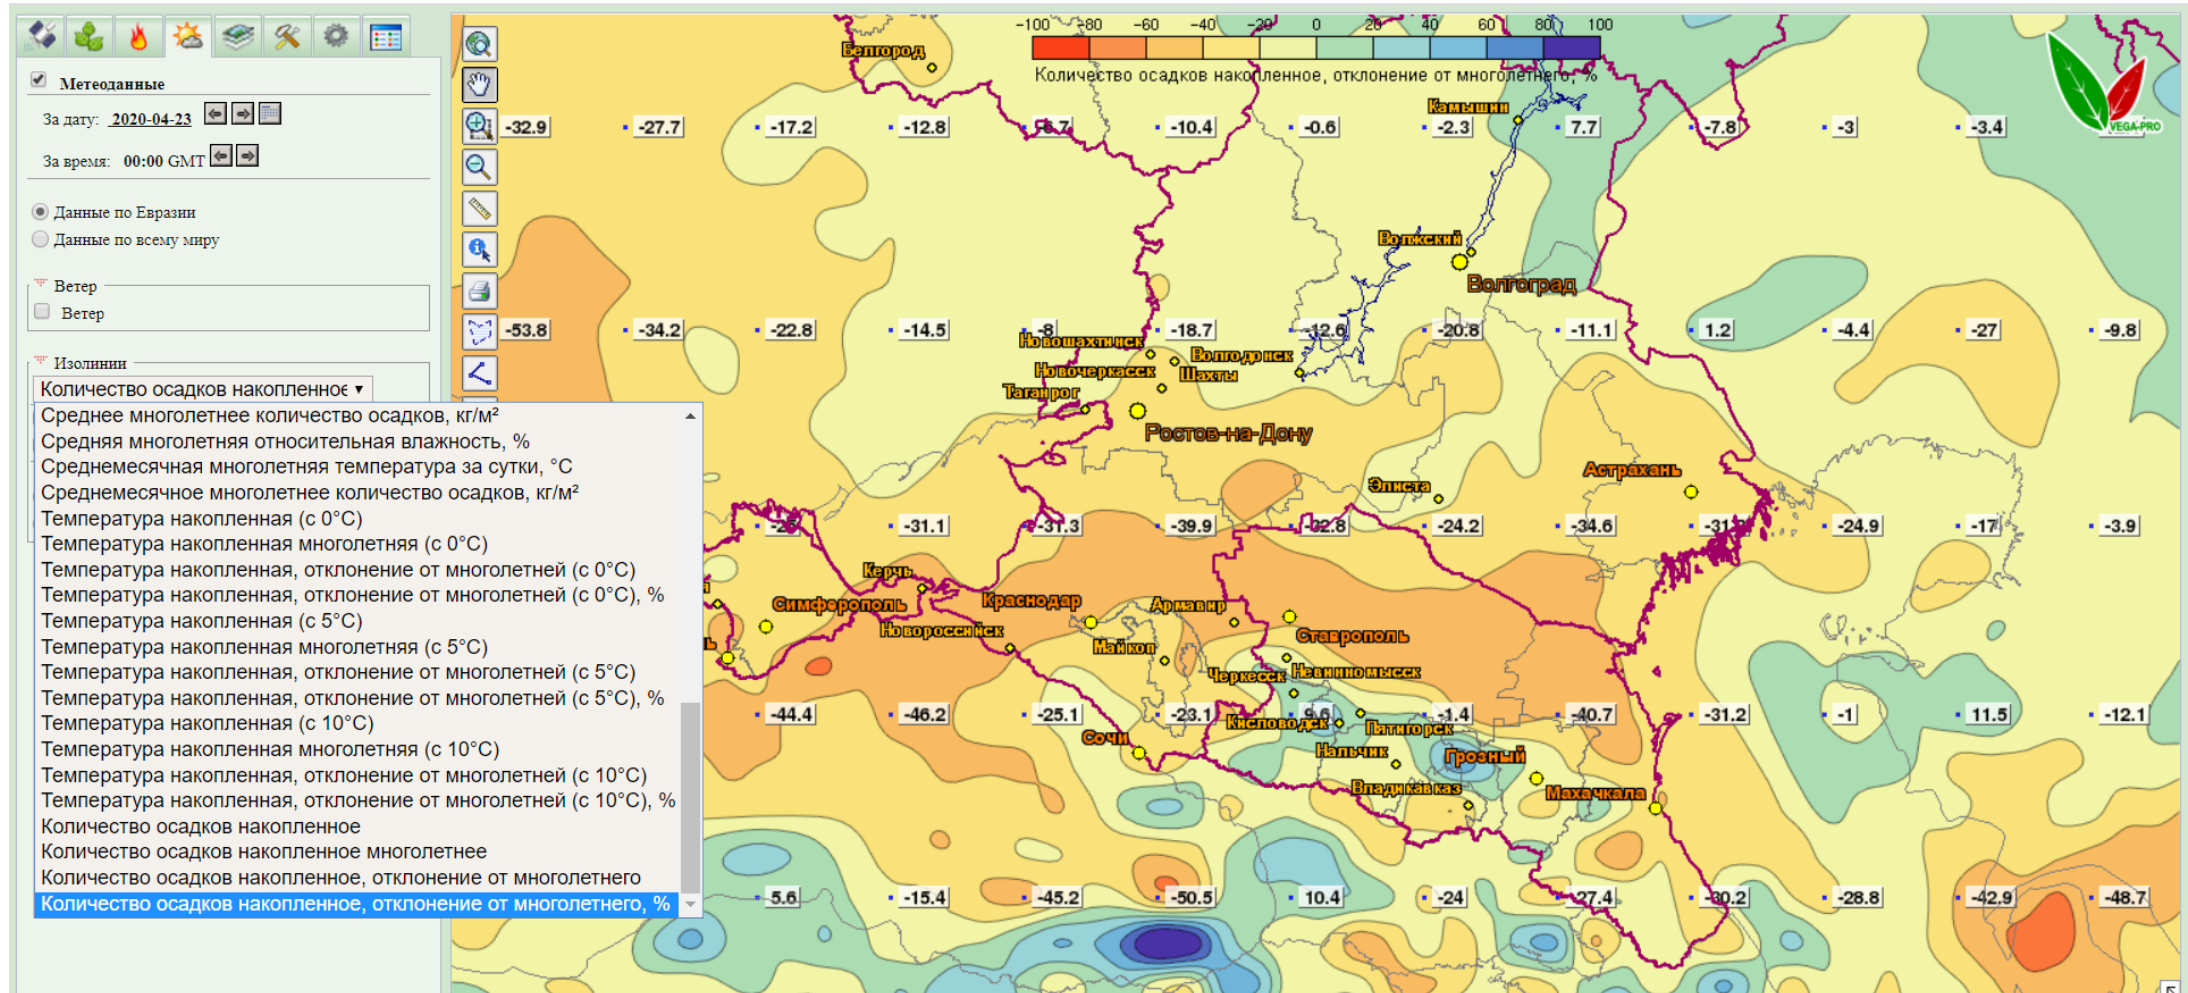 Метеоданные
За дату: 2020-04-23
За время: 00:00 GMT
Данные по Евразии
Данные по всему миру
Ветер
Ветер
Изолинии
Количество осадков накопленное
Среднее многолетнее количество осадков, кг/м²
Средняя многолетняя относительная влажность, %
Среднемесячная многолетняя температура за сутки, °C
Среднемесячное многолетнее количество осадков, кг/м²
Температура накопленная (с 0°C)
Температура накопленная многолетняя (с 0°C)
Температура накопленная, отклонение от многолетней (с 0°C)
Температура накопленная, отклонение от многолетней (с 0°C), %
Температура накопленная (с 5°C)
Температура накопленная многолетняя (с 5°C)
Температура накопленная, отклонение от многолетней (с 5°C)
Температура накопленная, отклонение от многолетней (с 5°C), %
Температура накопленная (с 10°C)
Температура накопленная многолетняя (с 10°C)
Температура накопленная, отклонение от многолетней (с 10°C)
Температура накопленная, отклонение от многолетней (с 10°C), %
Количество осадков накопленное
Количество осадков накопленное многолетнее
Количество осадков накопленное, отклонение от многолетнего
Количество осадков накопленное, отклонение от многолетнего, %
-100 -80 -60 -40 -20 0 20 40 60 80 100
Количество осадков накопленное, отклонение от многолетнего, %
VEGA-PRO
Белгород
Камышин
-32.9 -27.7 -17.2 -12.8 -6.7 -10.4 -0.6 -2.3 7.7 -7.8 -3 -3.4
Волжский
Волгоград
-53.8 -34.2 -22.8 -14.5 -8 -18.7 -12.6 -20.8 -11.1 1.2 -4.4 -27 -9.8
Новошахтинск
Волгодонск
Новочеркасск
Шахты
Таганрог
Ростов-на-Дону
Астрахань
Элиста
-25 -31.1 -31.3 -39.9 -32.8 -24.2 -34.6 -24.9 -17 -3.9
Керчь
Симферополь
Краснодар
Армавир
Новороссийск
Ставрополь
Майкоп
Черкесск
Невинномысск
-44.4 -46.2 -25.1 -23.1 9.6 -1.4 -40.7 -31.2 -1 11.5 -12.1
Кисловодск
Пятигорск
Сочи
Нальчик
Грозный
Владикавказ
Махачкала
5.6 -15.4 -45.2 -50.5 10.4 -24 -27.4 -30.2 -28.8 -42.9 -48.7